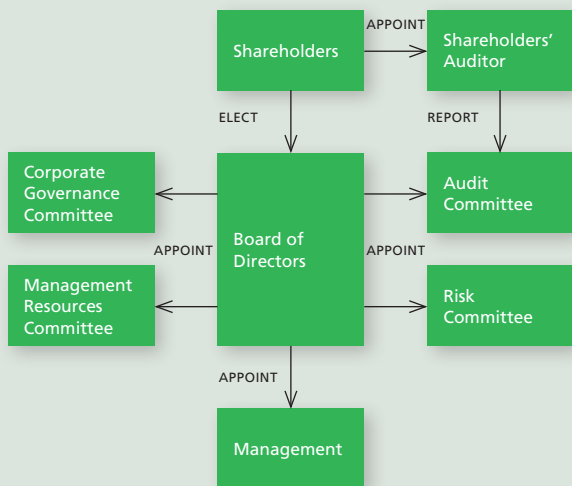 APPOINT
Shareholders
Shareholders’
Auditor
ELECT
REPORT
Corporate
Governance
Committee
Board of
Directors
Audit
Committee
APPOINT
APPOINT
Management
Resources
Committee
Risk
Committee
APPOINT
Management